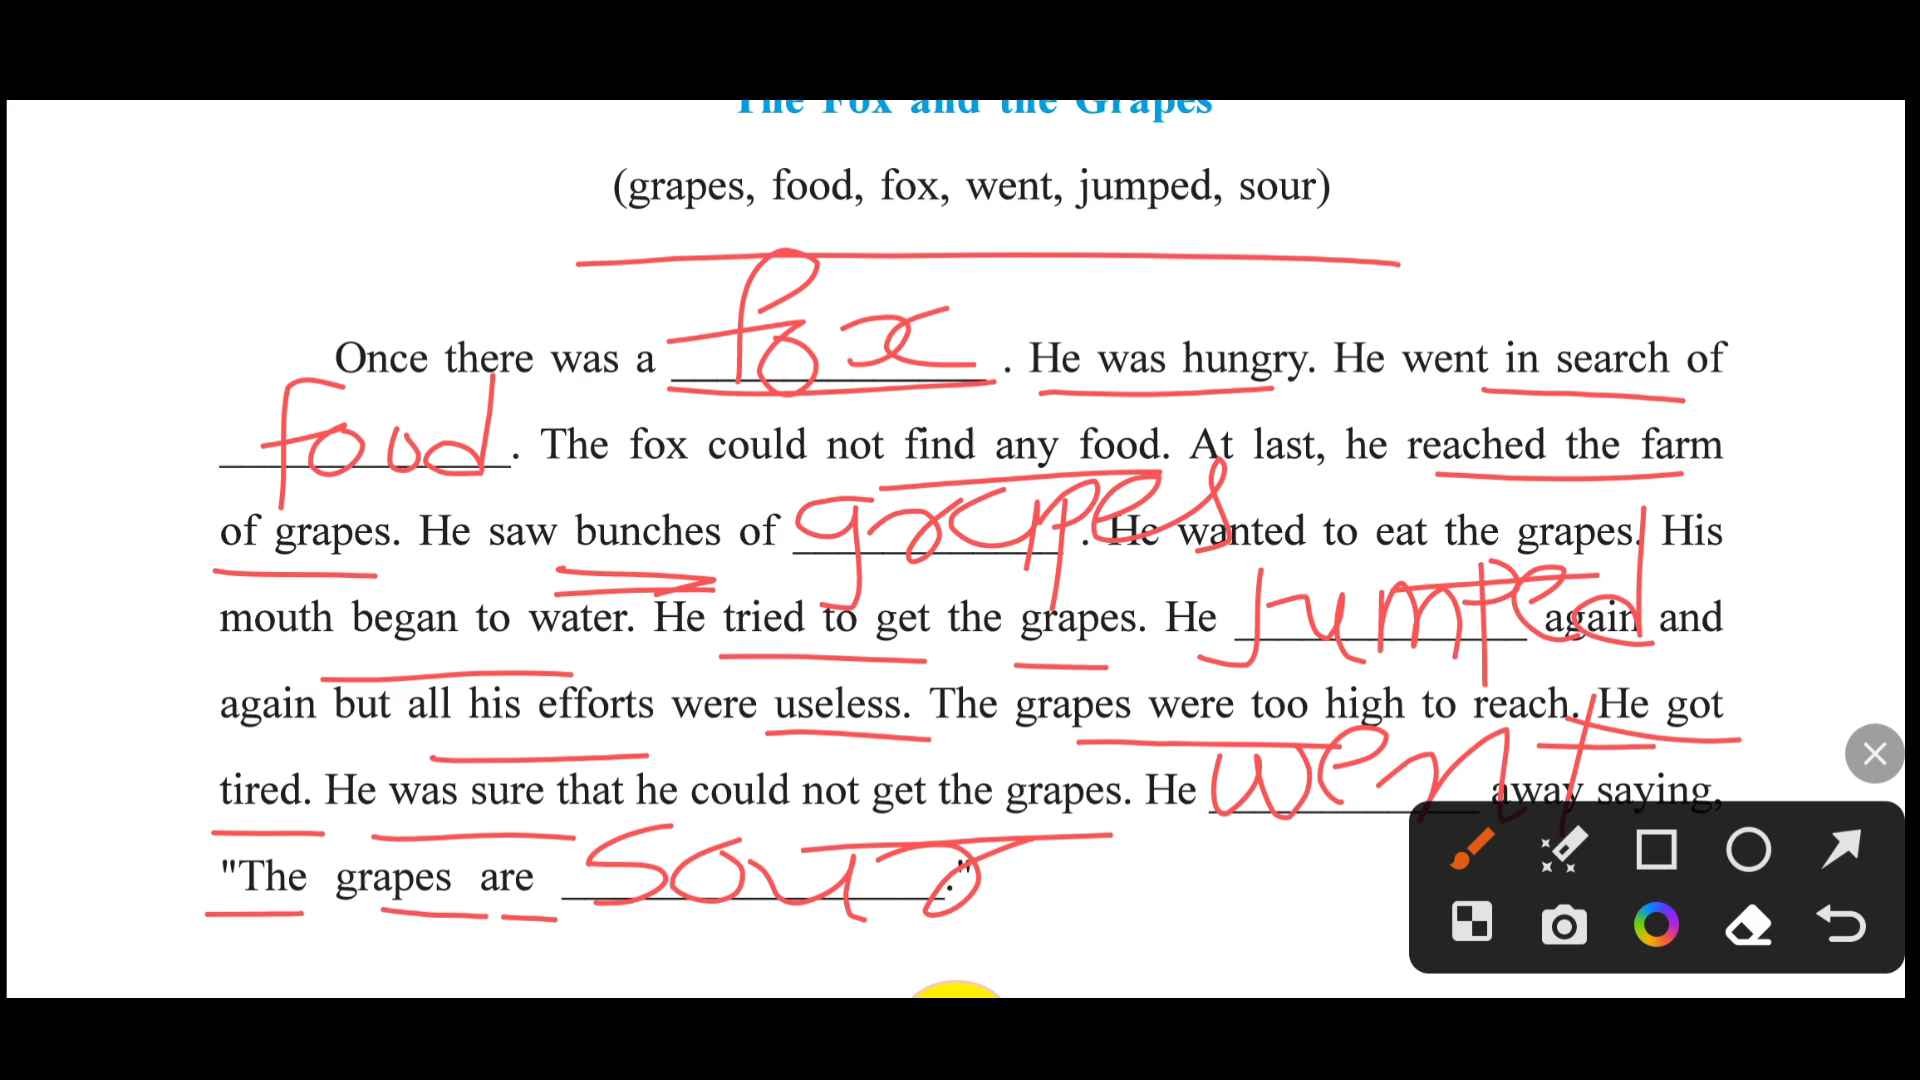 The Fox and the Grapes
(grapes, food, fox, went, jumped, sour)
Once there was a fox. He was hungry. He went in search of
food. The fox could not find any food. At last, he reached the farm
of grapes. He saw bunches of grapes. He wanted to eat the grapes. His
mouth began to water. He tried to get the grapes. He Jumped again and
again but all his efforts were useless. The grapes were too high to reach. He got
tired. He was sure that he could not get the grapes. He went away saying,
"The grapes are sour."